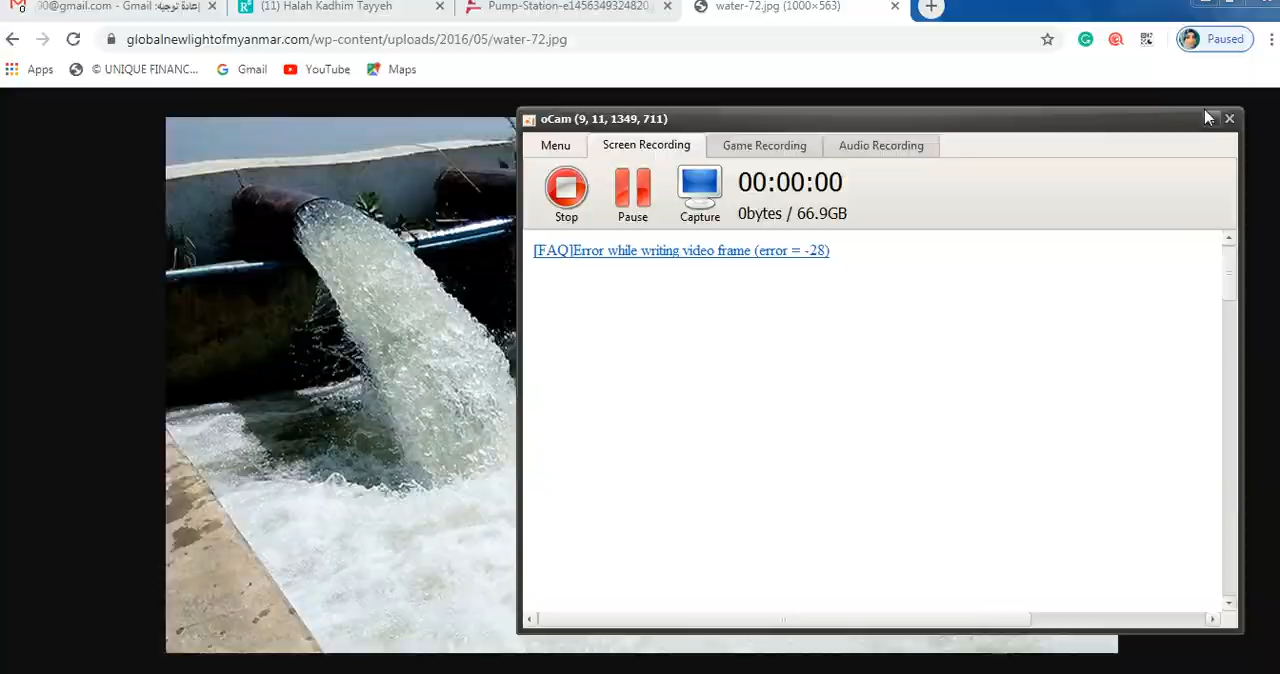 00@gmail.com - Gmail :إعادة توجيه
(11) Halah Kadhim Tayyeh
Pump-Station-e1456349324820.
water-72.jpg (1000×563)
globalnewlightofmyanmar.com/wp-content/uploads/2016/05/water-72.jpg
Paused
Apps
© UNIQUE FINANC...
Gmail
YouTube
Maps
oCam (9, 11, 1349, 711)
Menu
Screen Recording
Game Recording
Audio Recording
00:00:00
0bytes / 66.9GB
Stop
Pause
Capture
[FAQ]Error while writing video frame (error = -28)